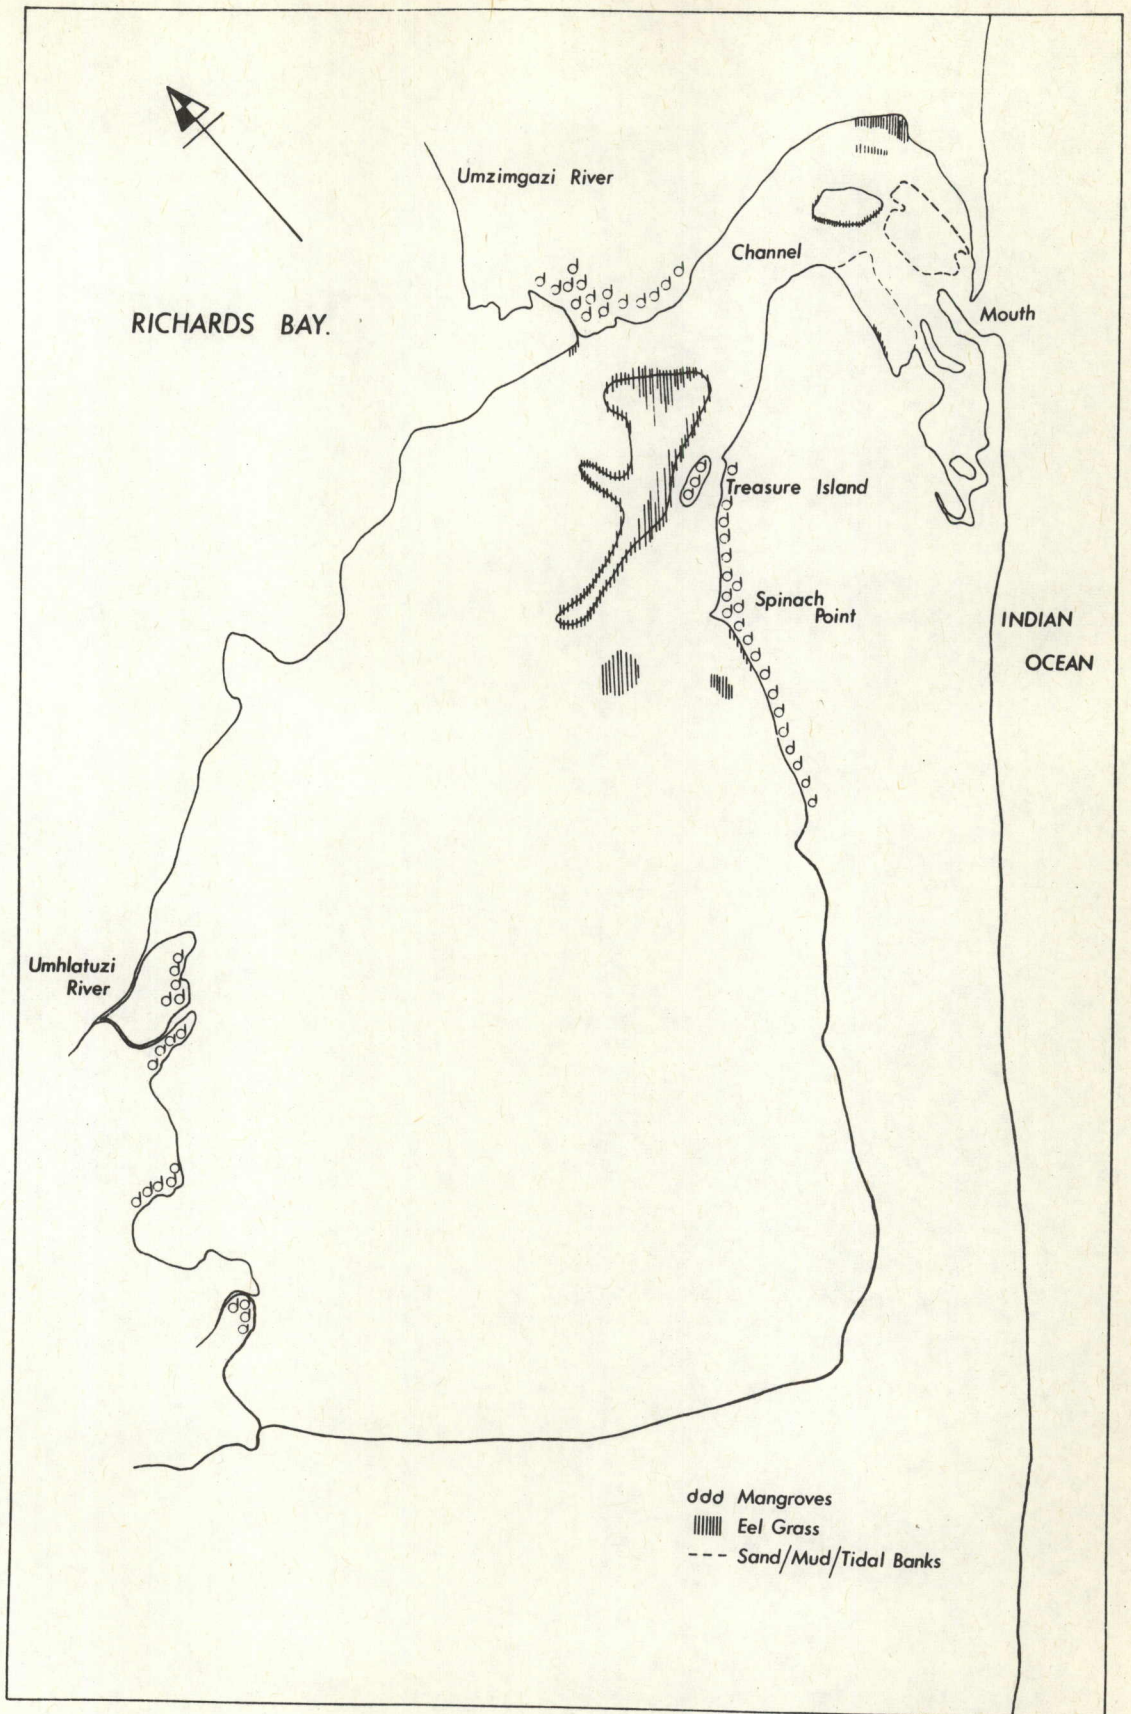 Umzimgazi River
Channel
RICHARDS BAY.
Mouth
Treasure Island
Spinach
Point
INDIAN
OCEAN
Umhlatuzi
River
ddd Mangroves
Eel Grass
--- Sand/Mud/Tidal Banks